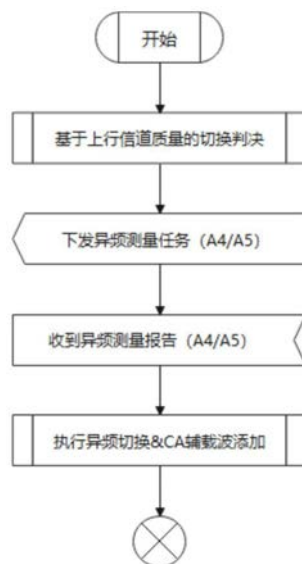 开始
基于上行信道质量的切换判决
下发异频测量任务（A4/A5）
收到异频测量报告（A4/A5）
执行异频切换&CA辅载波添加